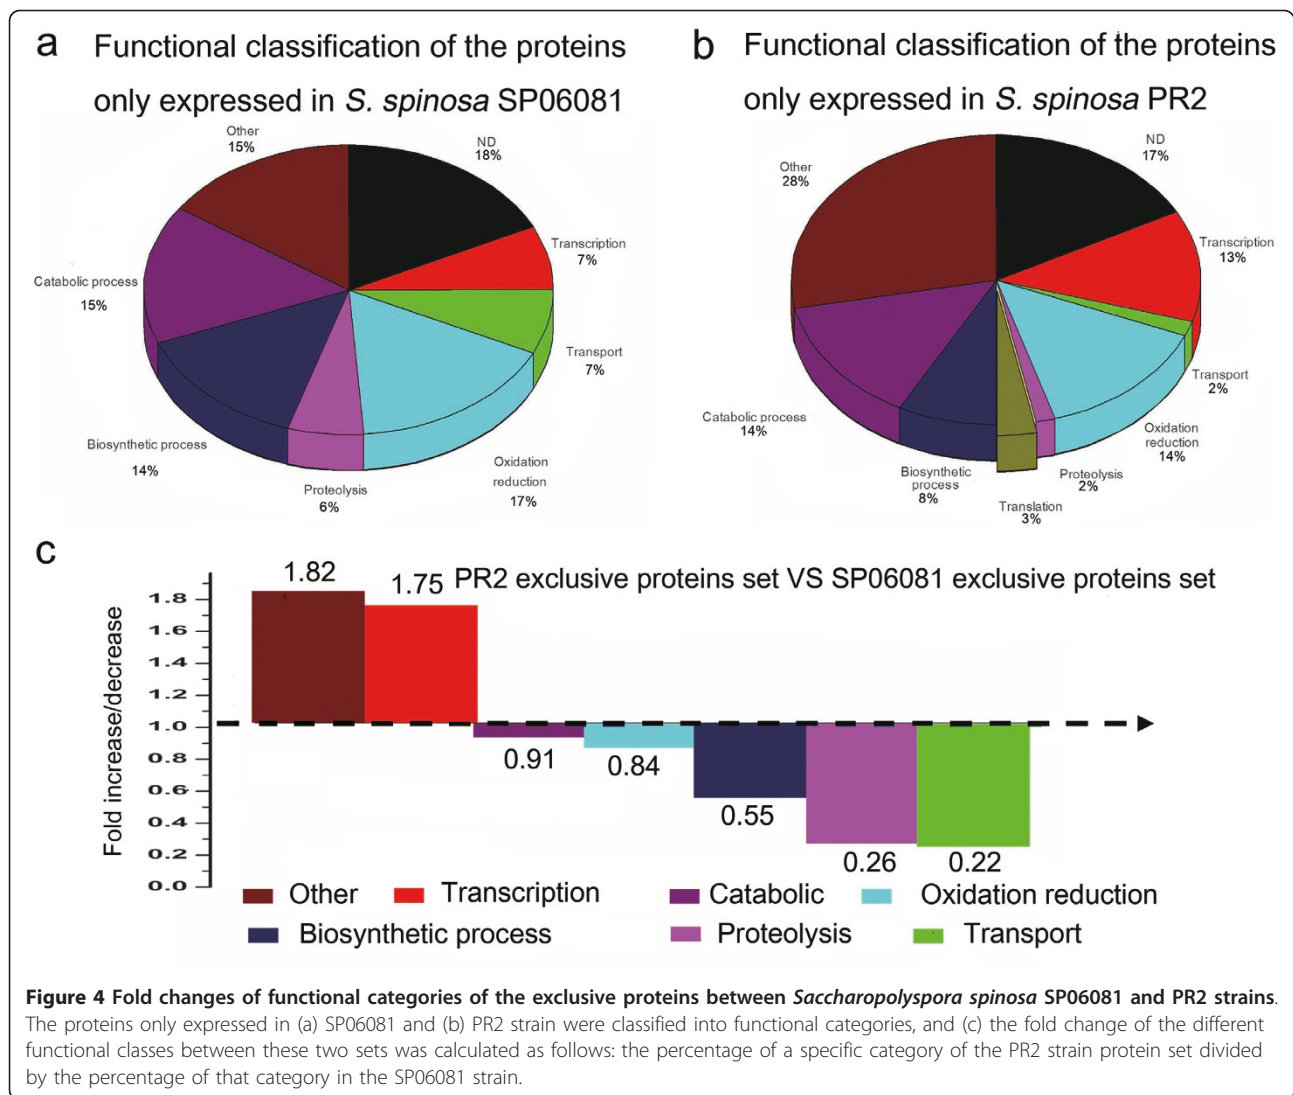 a Functional classification of the proteins
only expressed in S. spinosa SP06081
Other
15%
ND
18%
Transcription
7%
Transport
7%
Oxidation
reduction
17%
Proteolysis
6%
Biosynthetic process
14%
Catabolic process
15%
b Functional classification of the proteins
only expressed in S. spinosa PR2
Other
28%
ND
17%
Transcription
13%
Transport
2%
Oxidation
reduction
14%
Proteolysis
2%
Translation
3%
Biosynthetic
process
8%
Catabolic process
14%
c
PR2 exclusive proteins set VS SP06081 exclusive proteins set
Fold increase/decrease
1.8
1.6
1.4
1.2
1.0
0.8
0.6
0.4
0.2
0.0
1.82
1.75
0.91
0.84
0.55
0.26
0.22
Other Transcription Catabolic Oxidation reduction
Biosynthetic process Proteolysis Transport
Figure 4 Fold changes of functional categories of the exclusive proteins between Saccharopolyspora spinosa SP06081 and PR2 strains.
The proteins only expressed in (a) SP06081 and (b) PR2 strain were classified into functional categories, and (c) the fold change of the different
functional classes between these two sets was calculated as follows: the percentage of a specific category of the PR2 strain protein set divided
by the percentage of that category in the SP06081 strain.